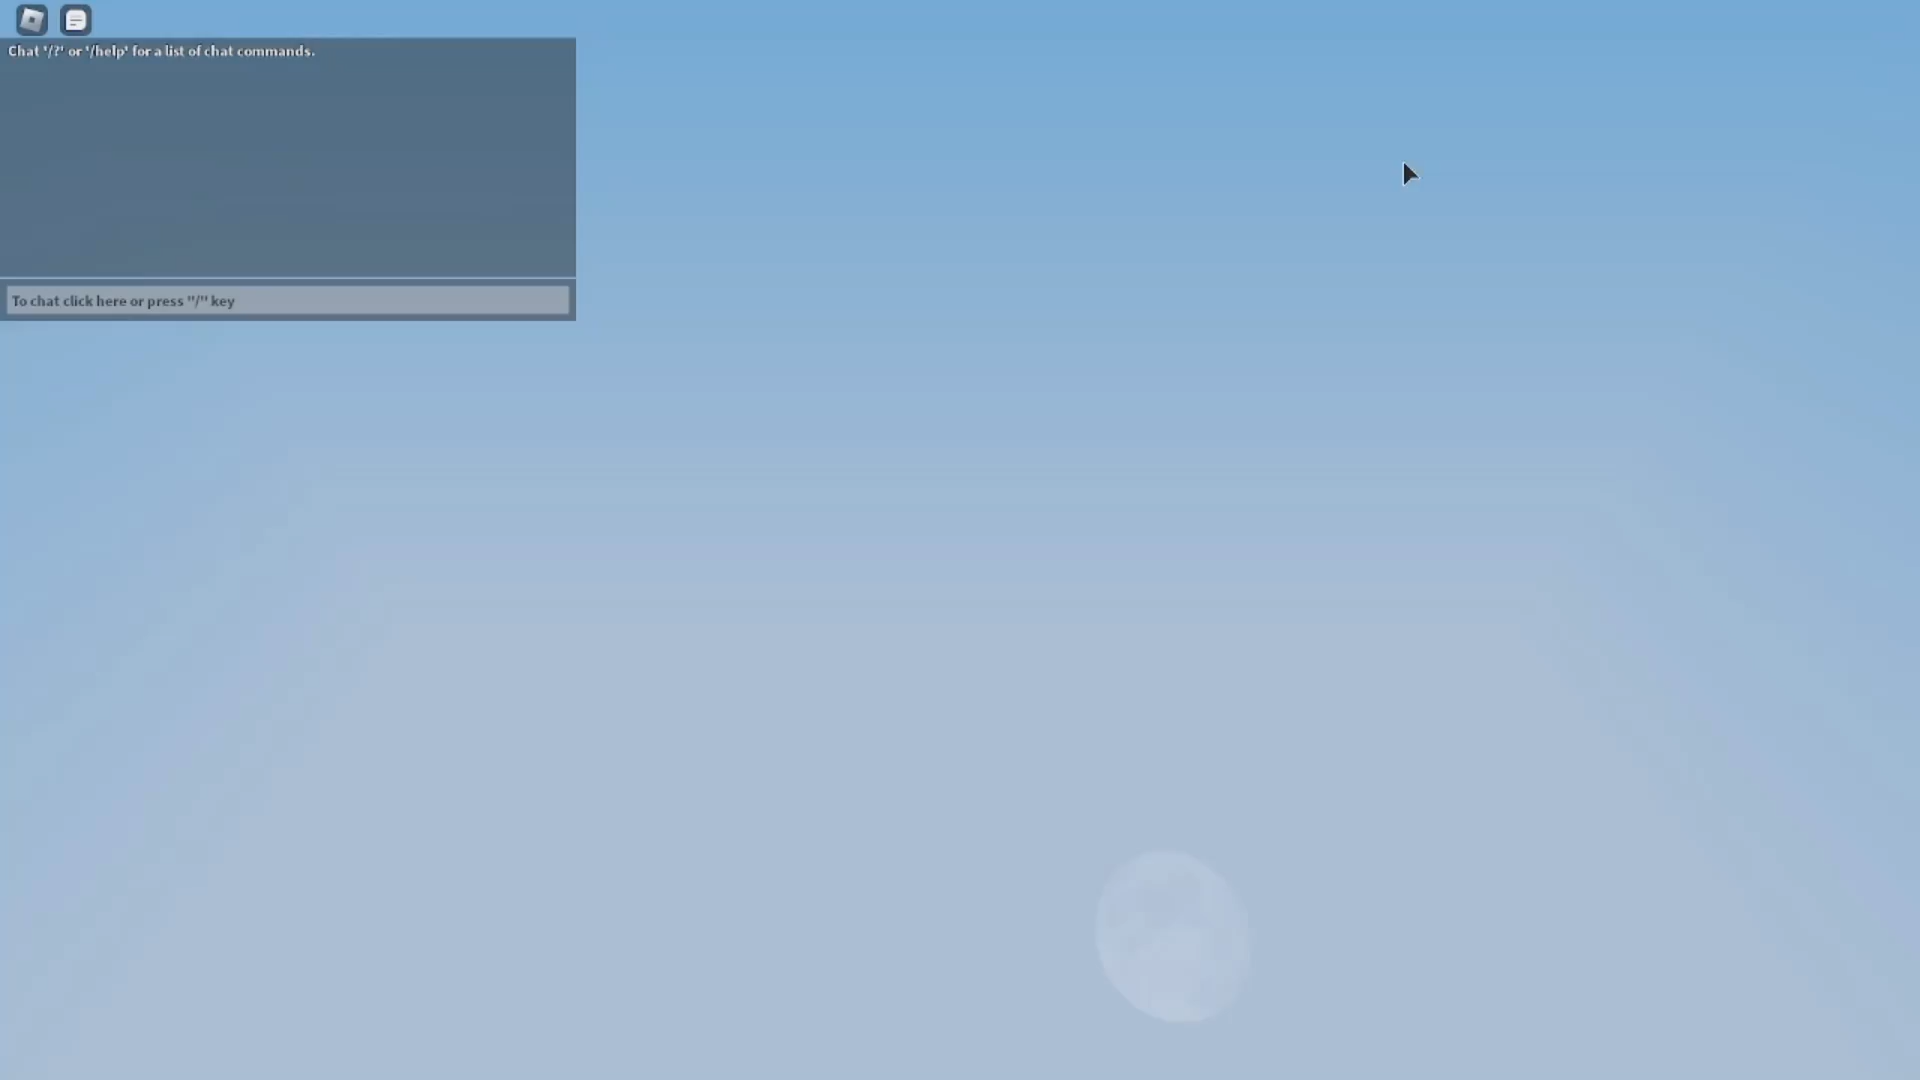 Chat '/?' or '/help' for a list of chat commands.
To chat click here or press "/" key